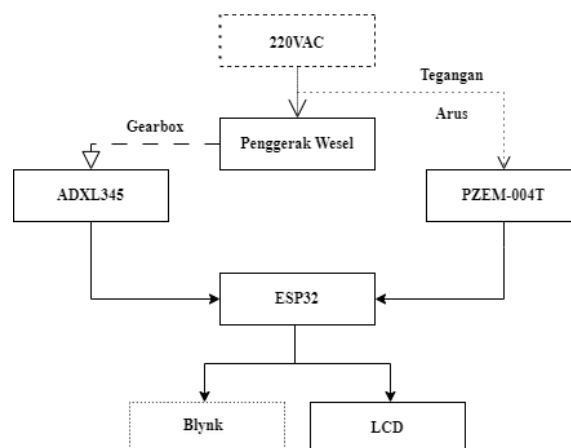 220VAC
Tegangan
Gearbox
Arus
Penggerak Wesel
ADXL345
PZEM-004T
ESP32
Blynk
LCD